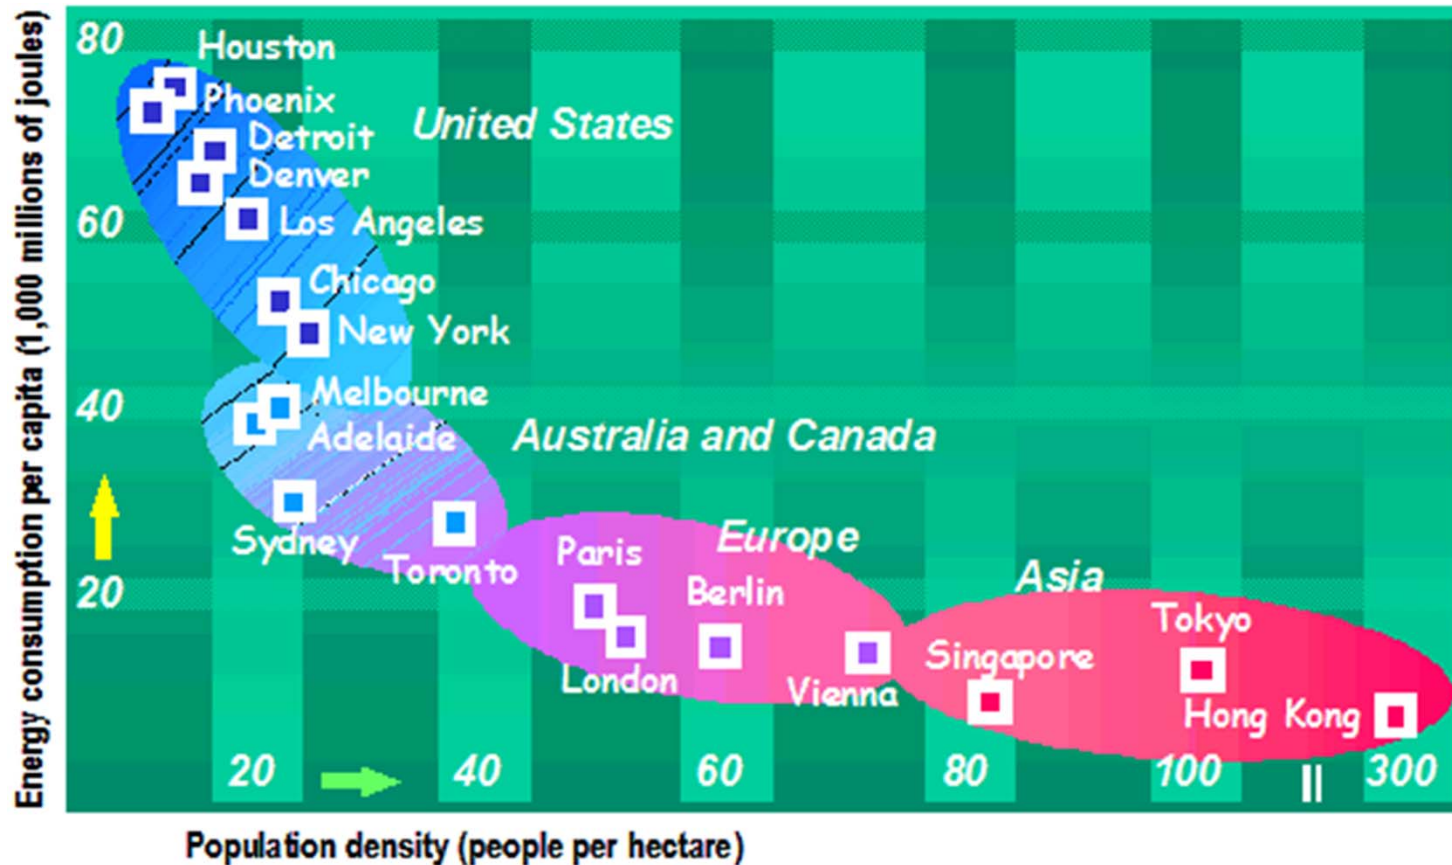 Energy consumption per capita (1,000 millions of joules)
80
Houston
Phoenix
United States
Detroit
Denver
60
Los Angeles
Chicago
New York
40
Melbourne
Adelaide
Australia and Canada
Sydney
Toronto
Paris
Europe
20
Berlin
Asia
London
Vienna
Singapore
Tokyo
Hong Kong
20 40 60 80 100 300
Population density (people per hectare)